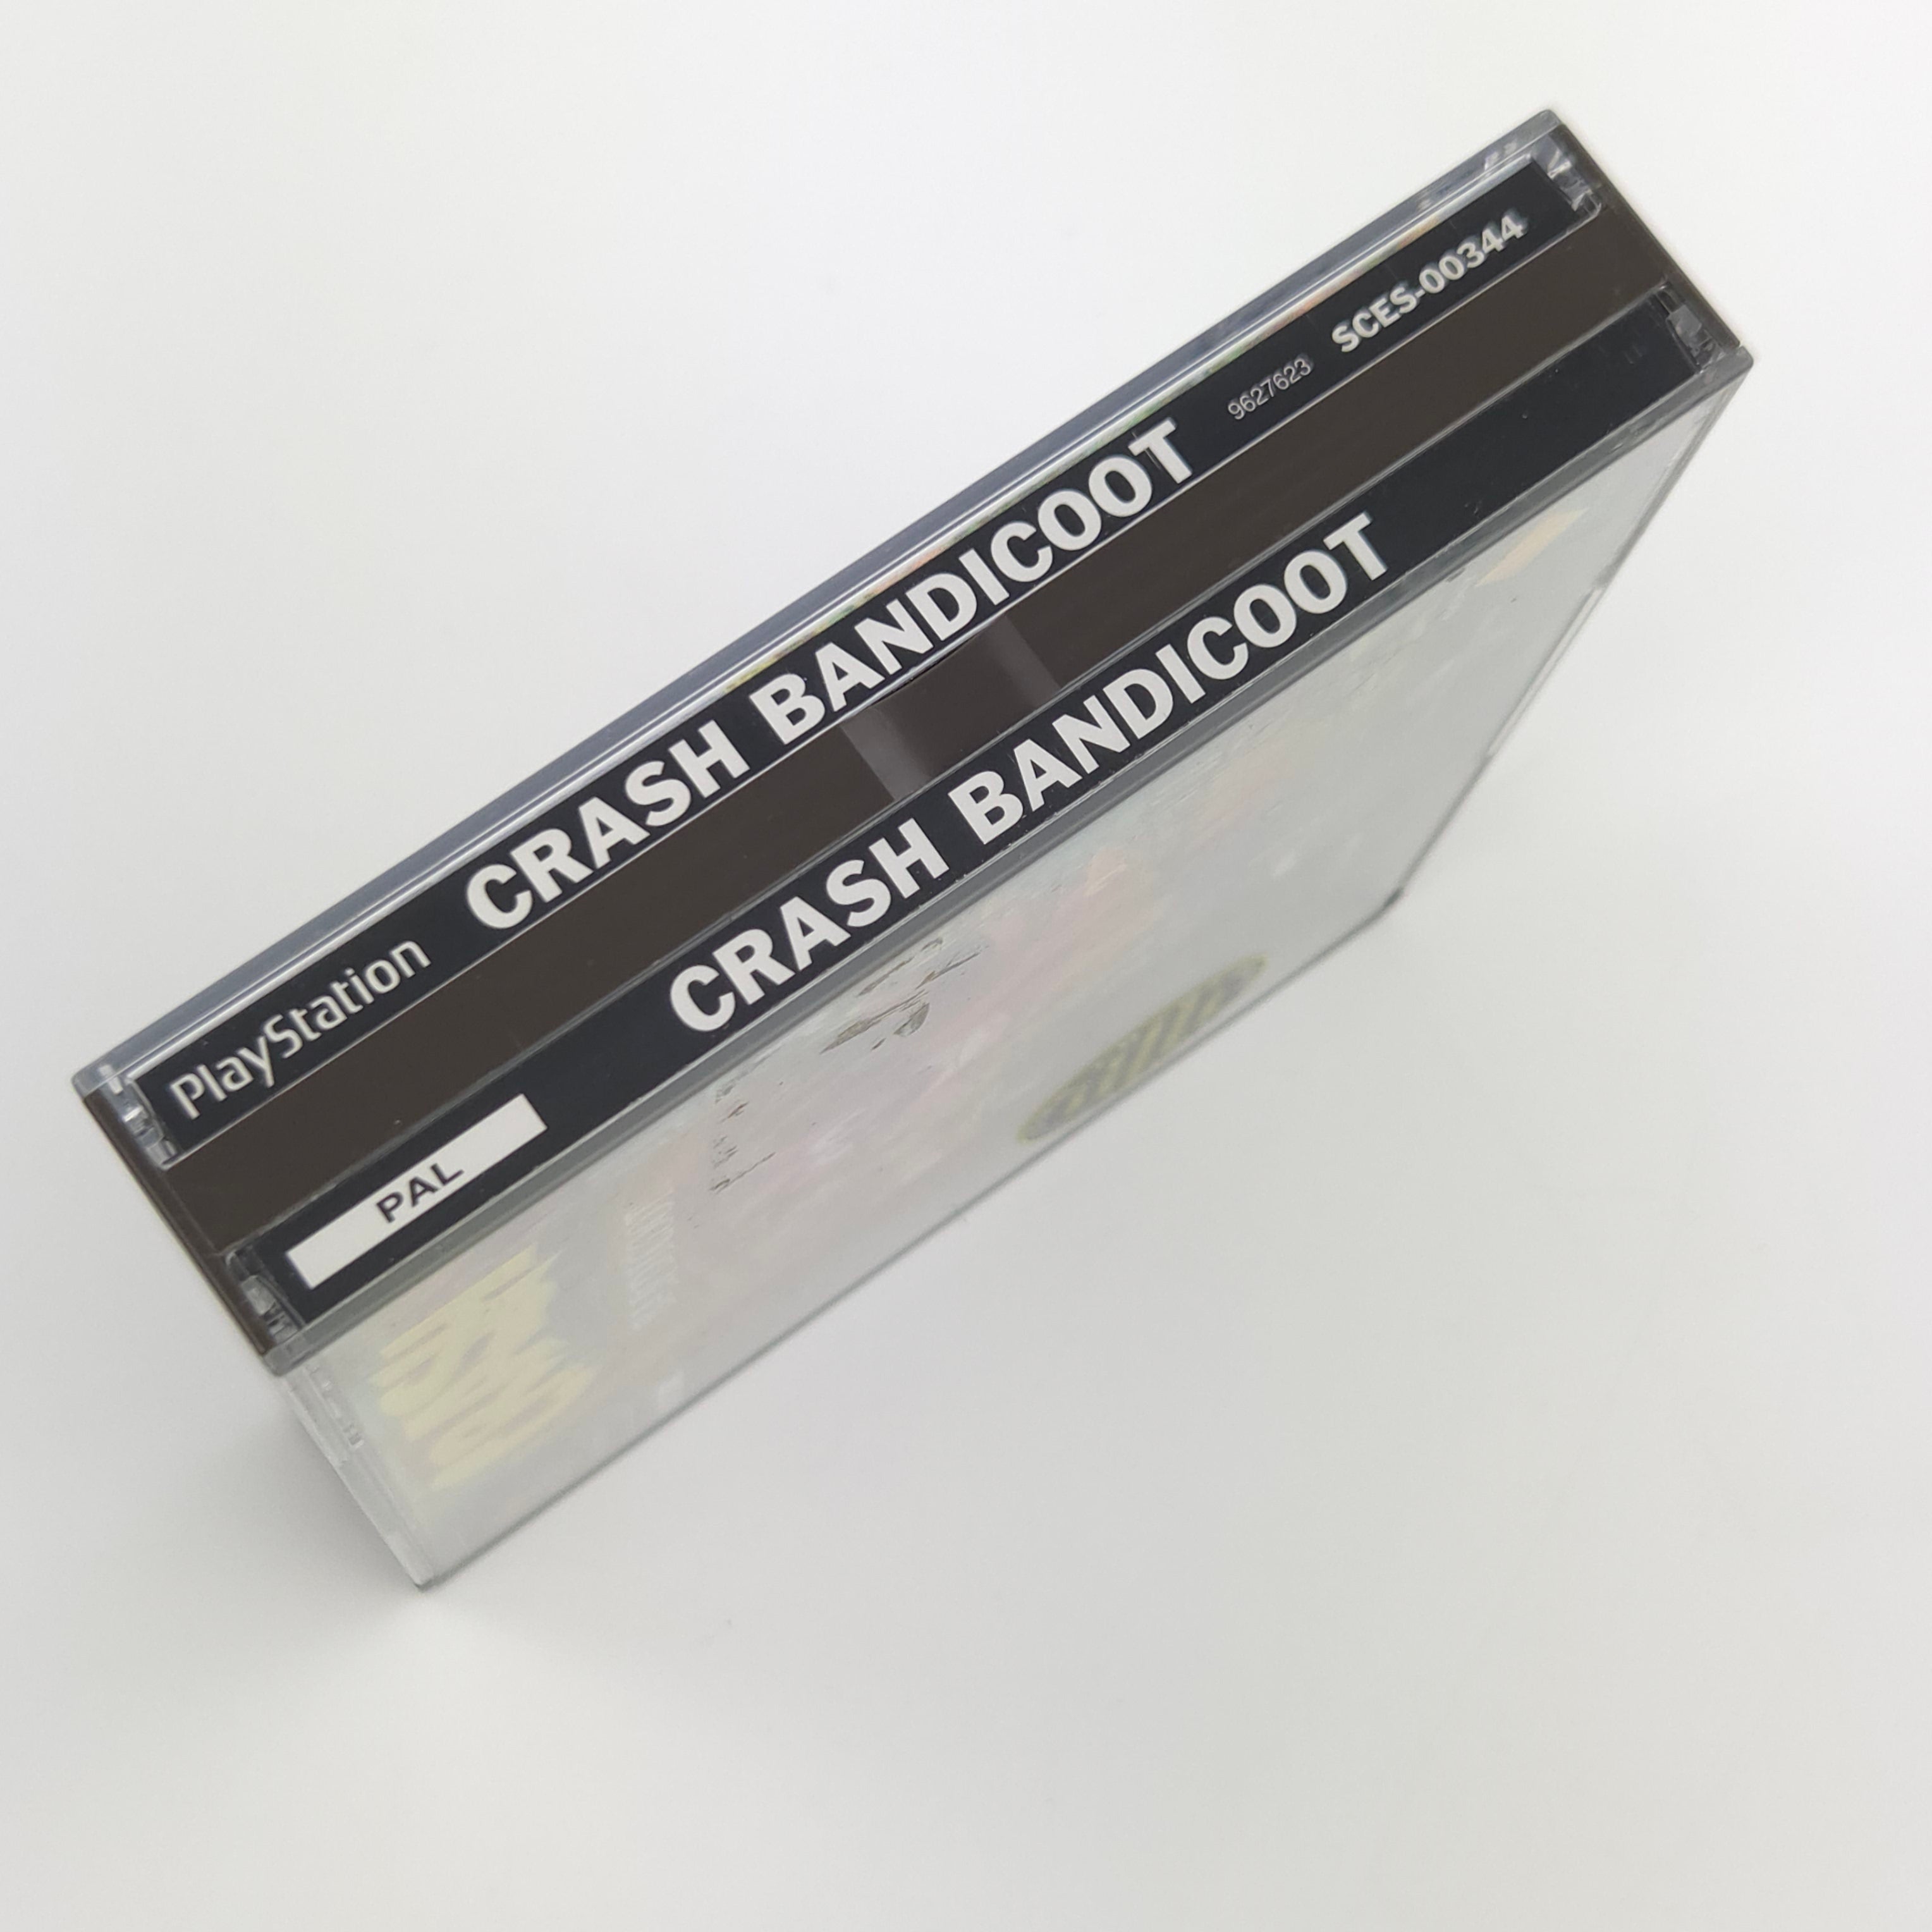 PlayStation CRASH BANDICOOT 9627623 SCES-00344
PAL CRASH BANDICOOT